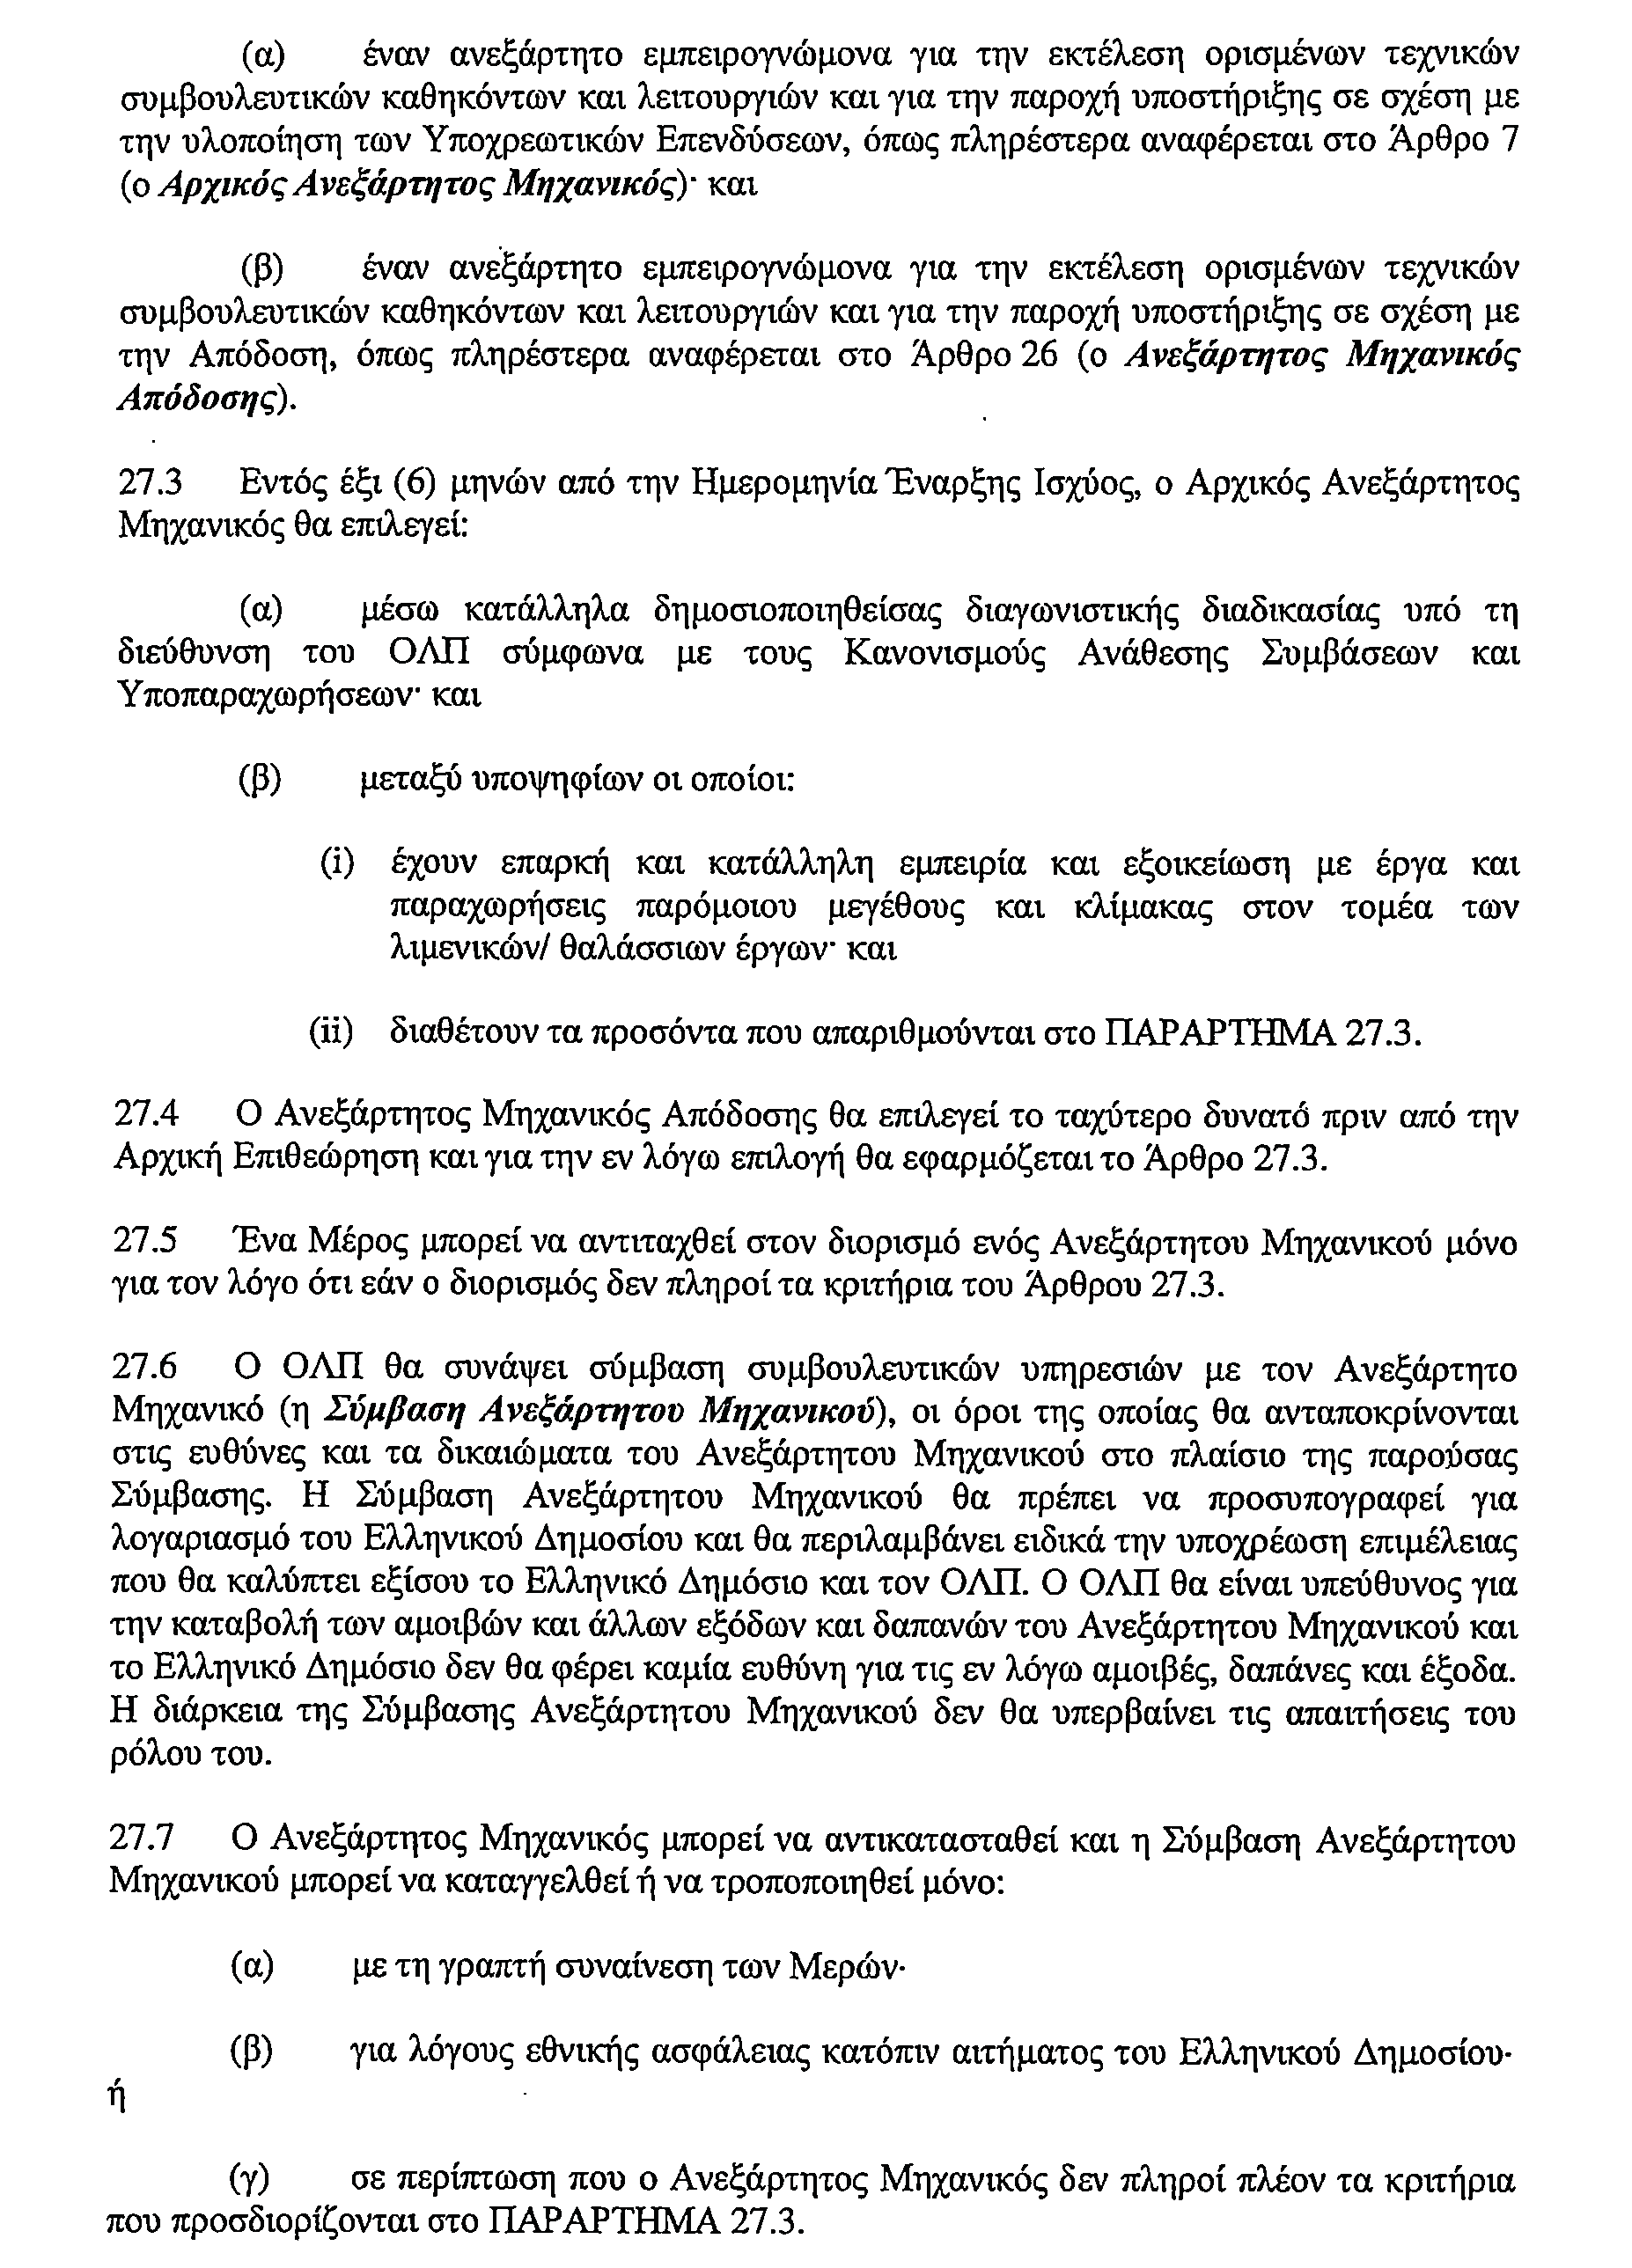 (α) έναν ανεξάρτητο εμπειρογνώμονα για την εκτέλεση ορισμένων τεχνικών
συμβουλευτικών καθηκόντων και λειτουργιών και για την παροχή υποστήριξης σε σχέση με
την υλοποίηση των Υποχρεωτικών Επενδύσεων, όπως πληρέστερα αναφέρεται στο Άρθρο 7
(ο Αρχικός Ανεξάρτητος Μηχανικός)· και
(β) έναν ανεξάρτητο εμπειρογνώμονα για την εκτέλεση ορισμένων τεχνικών
συμβουλευτικών καθηκόντων και λειτουργιών και για την παροχή υποστήριξης σε σχέση με
την Απόδοση, όπως πληρέστερα αναφέρεται στο Άρθρο 26 (ο Ανεξάρτητος Μηχανικός
Απόδοσης).
27.3 Εντός έξι (6) μηνών από την Ημερομηνία Έναρξης Ισχύος, ο Αρχικός Ανεξάρτητος
Μηχανικός θα επιλεγεί:
(α) μέσω κατάλληλα δημοσιοποιηθείσας διαγωνιστικής διαδικασίας υπό τη
διεύθυνση του ΟΛΠ σύμφωνα με τους Κανονισμούς Ανάθεσης Συμβάσεων και
Υποπαραχωρήσεων· και
(β) μεταξύ υποψηφίων οι οποίοι:
(i) έχουν επαρκή και κατάλληλη εμπειρία και εξοικείωση με έργα και
παραχωρήσεις παρόμοιου μεγέθους και κλίμακας στον τομέα των
λιμενικών/ θαλάσσιων έργων· και
(ii) διαθέτουν τα προσόντα που απαριθμούνται στο ΠΑΡΑΡΤΗΜΑ 27.3.
27.4 Ο Ανεξάρτητος Μηχανικός Απόδοσης θα επιλεγεί το ταχύτερο δυνατό πριν από την
Αρχική Επιθεώρηση και για την εν λόγω επιλογή θα εφαρμόζεται το Άρθρο 27.3.
27.5 Ένα Μέρος μπορεί να αντιταχθεί στον διορισμό ενός Ανεξάρτητου Μηχανικού μόνο
για τον λόγο ότι εάν ο διορισμός δεν πληροί τα κριτήρια του Άρθρου 27.3.
27.6 Ο ΟΛΠ θα συνάψει σύμβαση συμβουλευτικών υπηρεσιών με τον Ανεξάρτητο
Μηχανικό (η Σύμβαση Ανεξάρτητου Μηχανικού), οι όροι της οποίας θα ανταποκρίνονται
στις ευθύνες και τα δικαιώματα του Ανεξάρτητου Μηχανικού στο πλαίσιο της παρούσας
Σύμβασης. Η Σύμβαση Ανεξάρτητου Μηχανικού θα πρέπει να προσυπογραφεί για
λογαριασμό του Ελληνικού Δημοσίου και θα περιλαμβάνει ειδικά την υποχρέωση επιμέλειας
που θα καλύπτει εξίσου το Ελληνικό Δημόσιο και τον ΟΛΠ. Ο ΟΛΠ θα είναι υπεύθυνος για
την καταβολή των αμοιβών και άλλων εξόδων και δαπανών του Ανεξάρτητου Μηχανικού και
το Ελληνικό Δημόσιο δεν θα φέρει καμία ευθύνη για τις εν λόγω αμοιβές, δαπάνες και έξοδα.
Η διάρκεια της Σύμβασης Ανεξάρτητου Μηχανικού δεν θα υπερβαίνει τις απαιτήσεις του
ρόλου του.
27.7 Ο Ανεξάρτητος Μηχανικός μπορεί να αντικατασταθεί και η Σύμβαση Ανεξάρτητου
Μηχανικού μπορεί να καταγγελθεί ή να τροποποιηθεί μόνο:
(α) με τη γραπτή συναίνεση των Μερών·
(β) για λόγους εθνικής ασφάλειας κατόπιν αιτήματος του Ελληνικού Δημοσίου·
ή
(γ) σε περίπτωση που ο Ανεξάρτητος Μηχανικός δεν πληροί πλέον τα κριτήρια
που προσδιορίζονται στο ΠΑΡΑΡΤΗΜΑ 27.3.